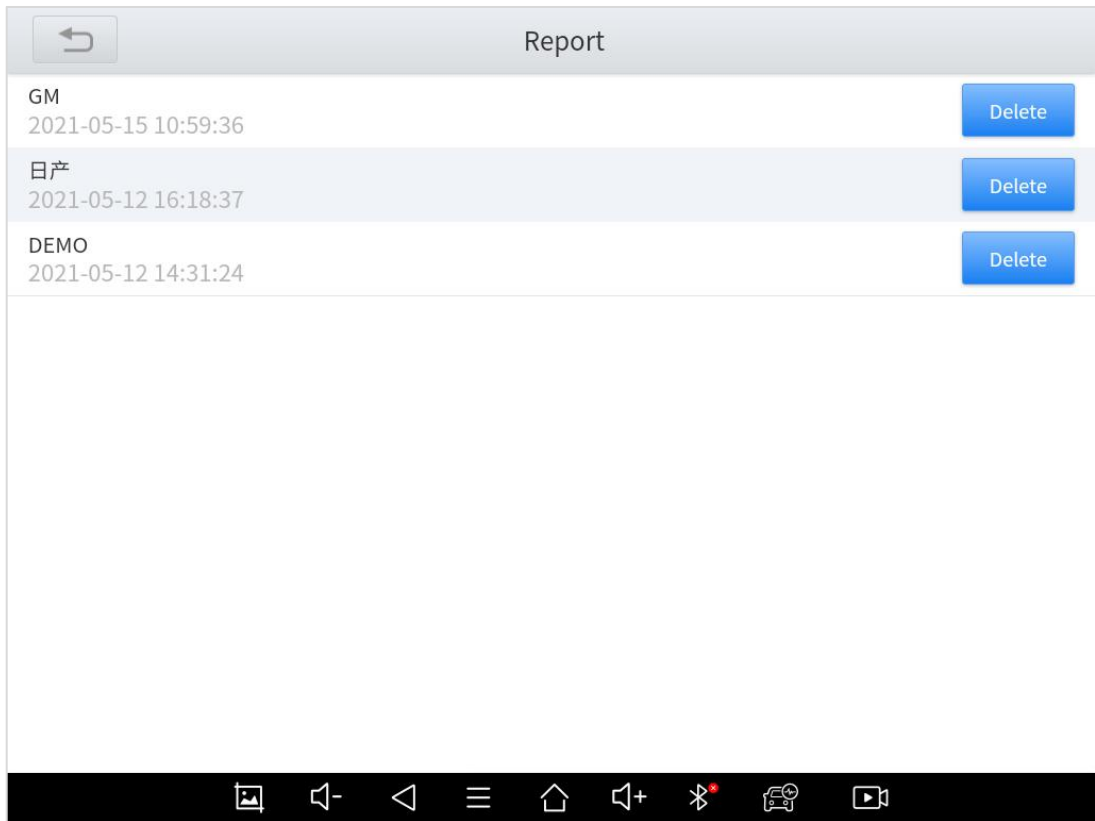 Report
GM
2021-05-15 10:59:36
Delete
日产
2021-05-12 16:18:37
Delete
DEMO
2021-05-12 14:31:24
Delete